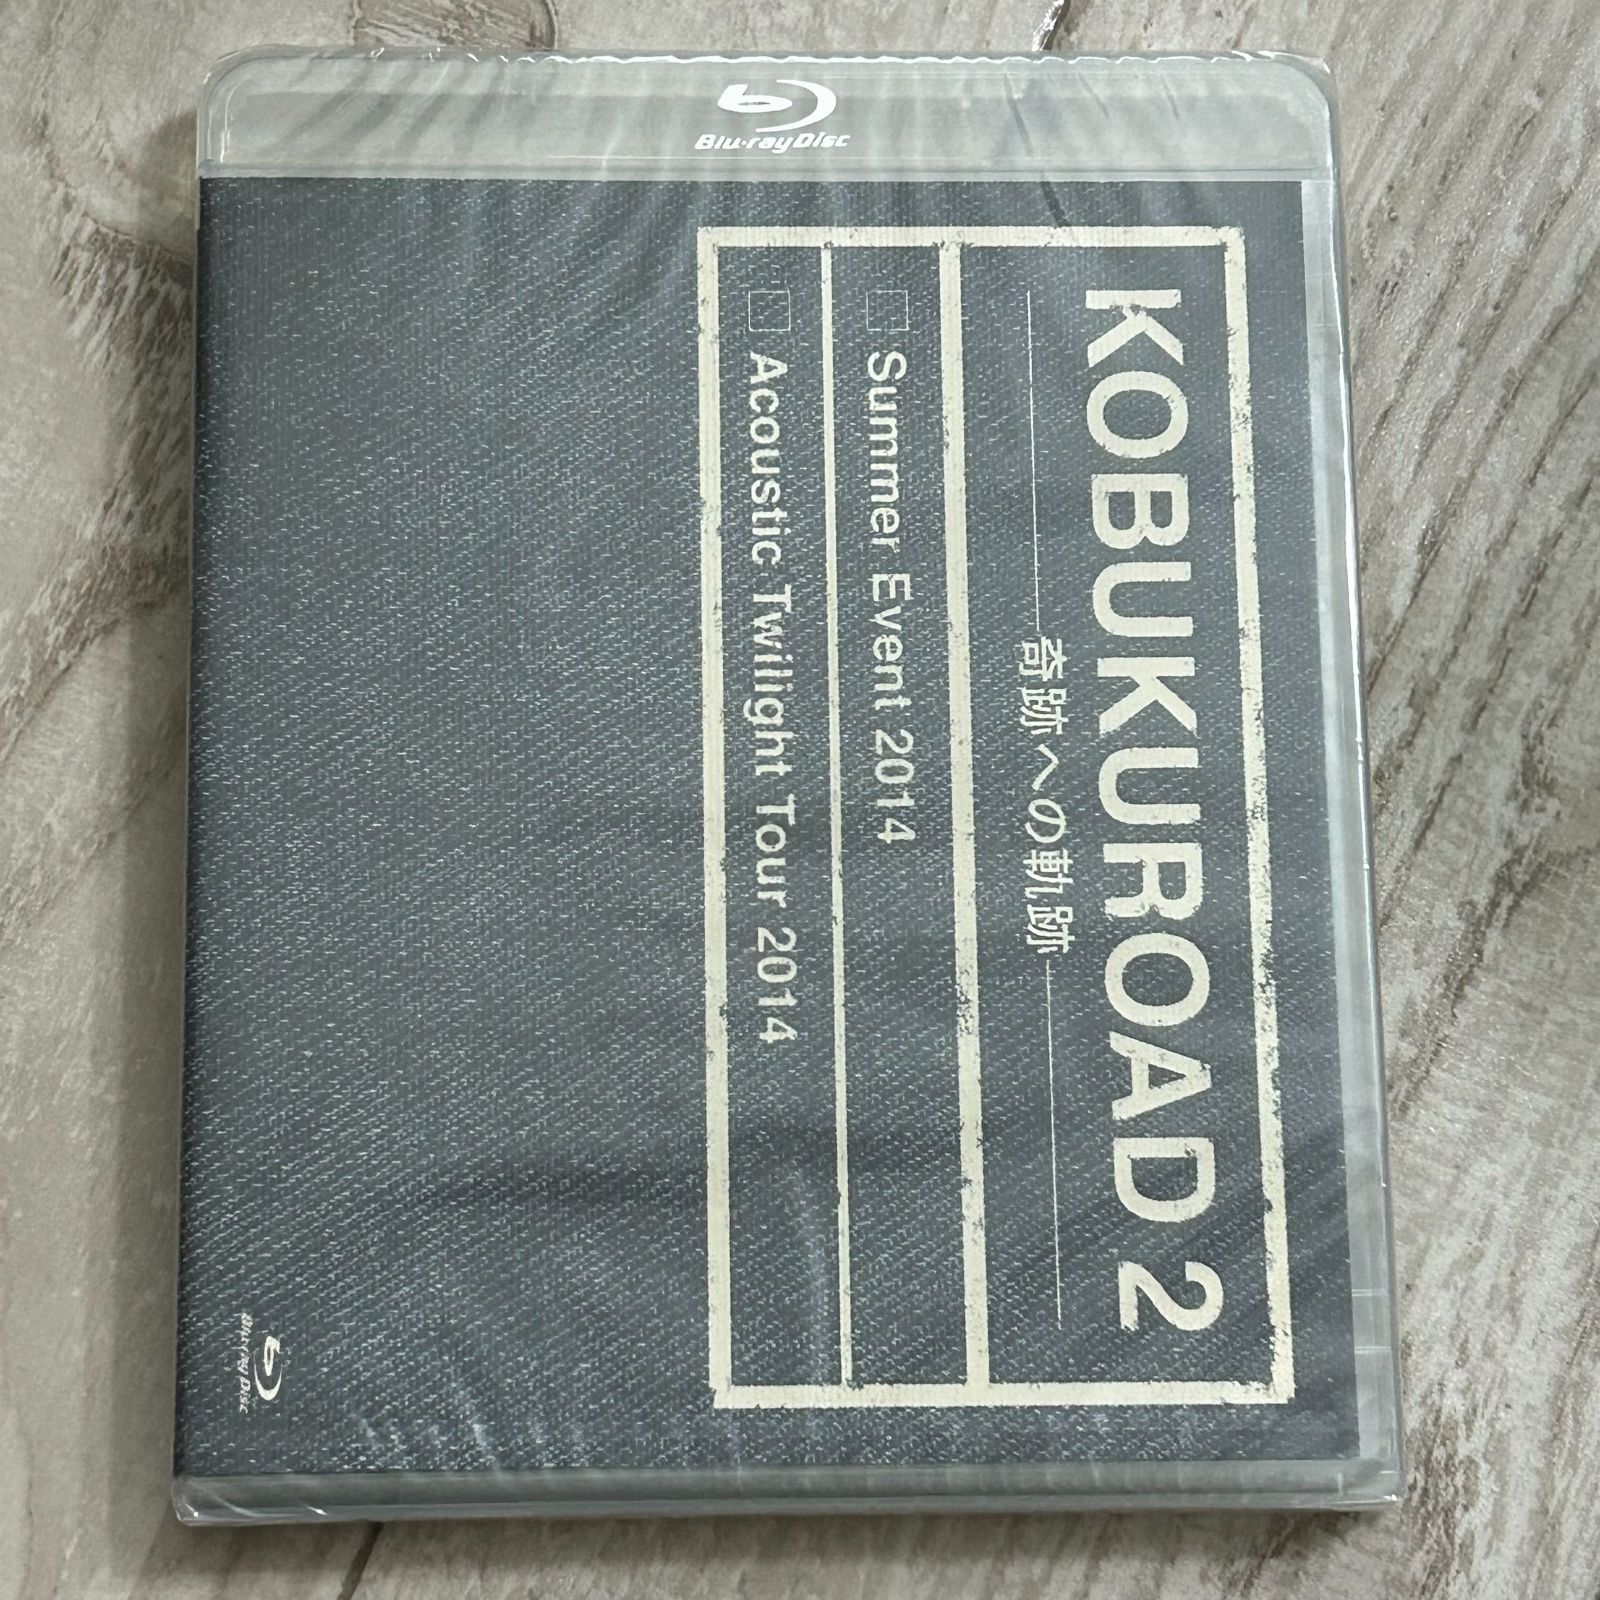 Blu-ray Disc
KOBUKUROAD 2
奇跡への軌跡
Summer Event 2014
Acoustic Twilight Tour 2014
Blu-ray Disc